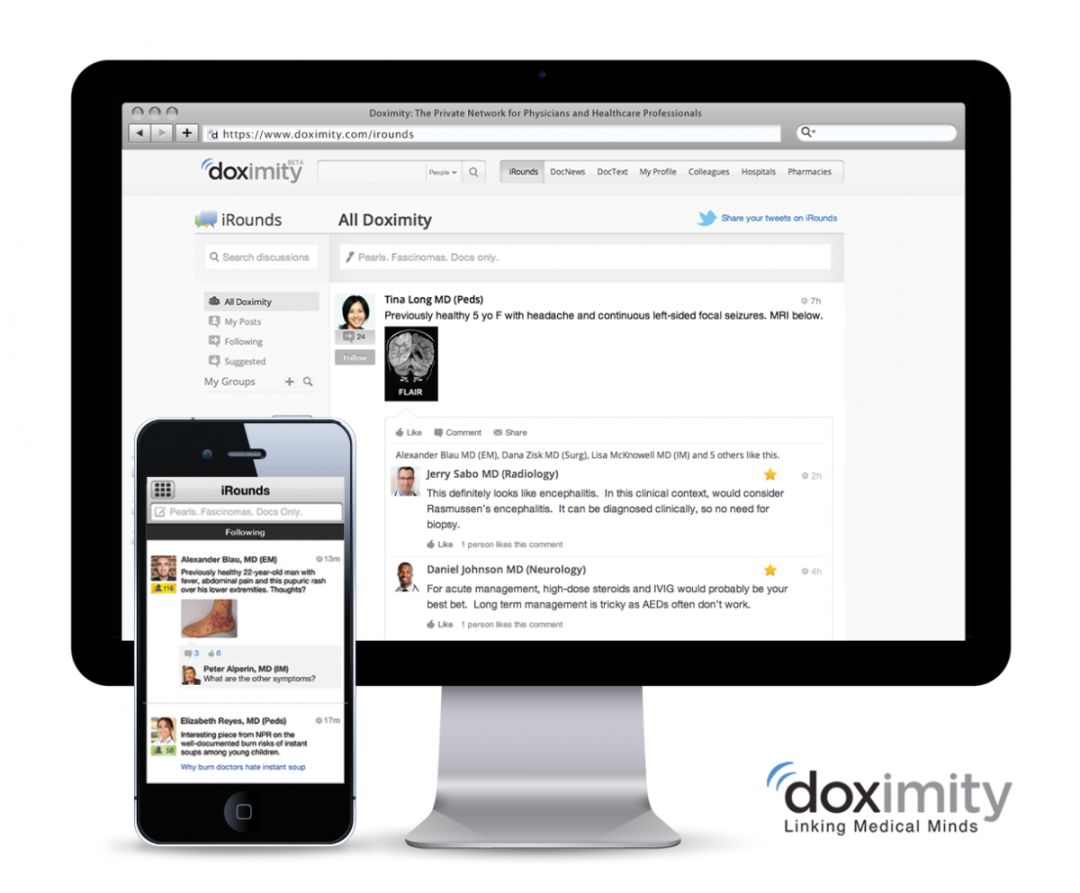 Doximity: The Private Network for Physicians and Healthcare Professionals
https://www.doximity.com/irounds
doximity BETA
People
iRounds DocNews DocText My Profile Colleagues Hospitals Pharmacies
iRounds
All Doximity
Share your tweets on iRounds
Search discussions
Pearls. Fascinomas. Docs only.
All Doximity
My Posts
Following
Suggested
My Groups
Tina Long MD (Peds)
7h
Previously healthy 5 yo F with headache and continuous left-sided focal seizures. MRI below.
24
Follow
FLAIR
Like Comment Share
Alexander Blau MD (EM), Dana Zisk MD (Surg), Lisa McKnowell MD (IM) and 5 others like this.
Jerry Sabo MD (Radiology)
2h
This definitely looks like encephalitis. In this clinical context, would consider
Rasmussen's encephalitis. It can be diagnosed clinically, so no need for
biopsy.
Like 1 person likes this comment
Daniel Johnson MD (Neurology)
4h
For acute management, high-dose steroids and IVIG would probably be your
best bet. Long term management is tricky as AEDs often don't work.
Like 1 person likes this comment
iRounds
Pearls. Fascinomas. Docs Only.
Following
Alexander Blau, MD (EM)
13m
Previously healthy 22-year-old man with
fever, abdominal pain and this pupuric rash
over his lower extremities. Thoughts?
116
3 6
Peter Alperin, MD (IM)
What are the other symptoms?
Elizabeth Reyes, MD (Peds)
17m
Interesting piece from NPR on the
well-documented burn risks of instant
soups among young children.
58
Why burn doctors hate instant soup
doximity
Linking Medical Minds